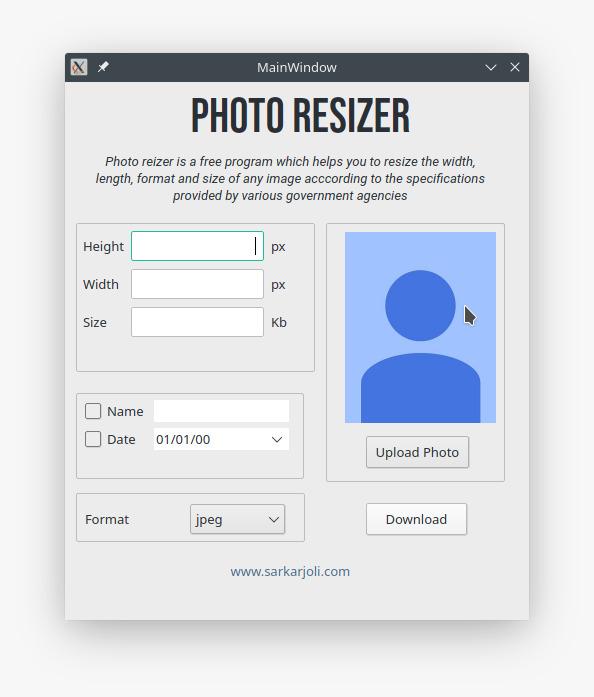 MainWindow
PHOTO RESIZER
Photo reizer is a free program which helps you to resize the width,
length, format and size of any image acccording to the specifications
provided by various government agencies
Height px
Width px
Size Kb
Name
Date 01/01/00
Upload Photo
Format jpeg
Download
www.sarkarjoli.com